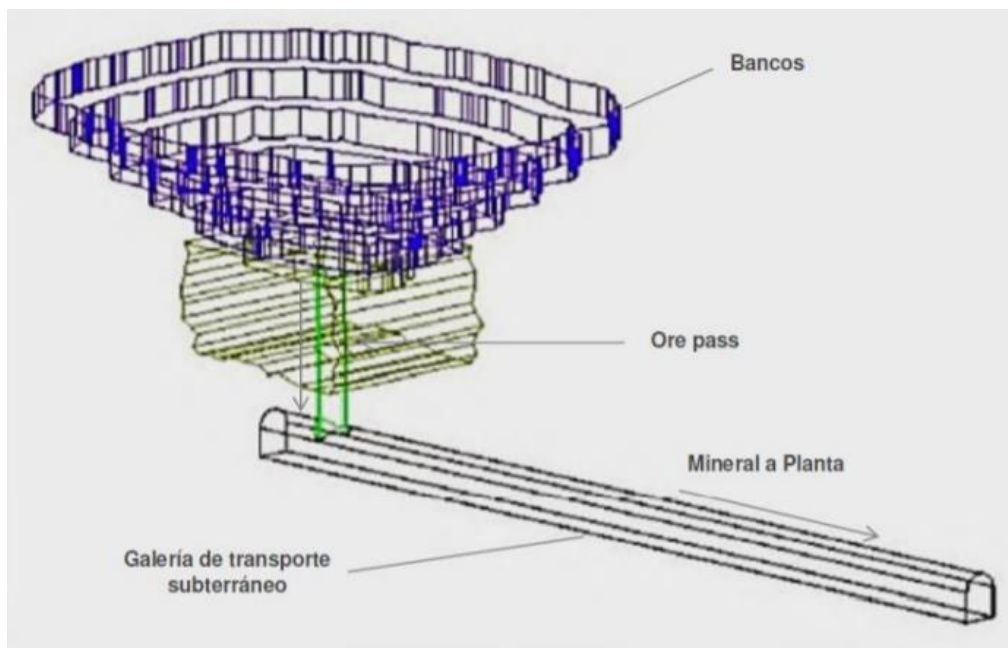 Bancos
Ore pass
Mineral a Planta
Galería de transporte
subterráneo